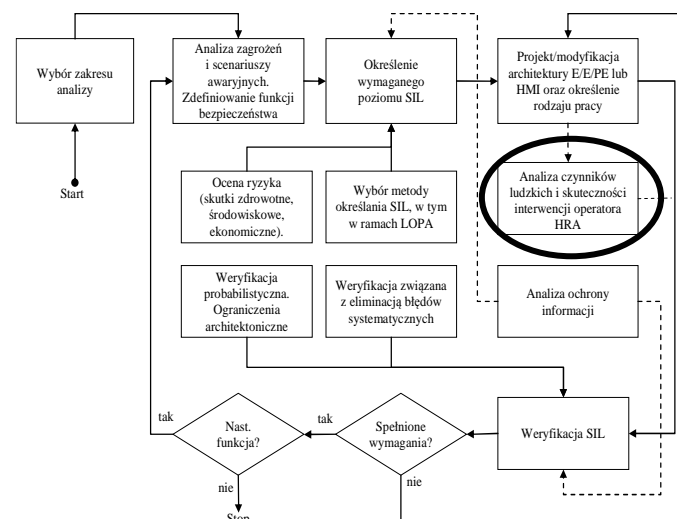 Wybór zakresu
analizy
Start
Analiza zagrożeń
i scenariuszy
awaryjnych.
Zdefiniowanie funkcji
bezpieczeństwa
Określenie
wymaganego
poziomu SIL
Projekt/modyfikacja
architektury E/E/PE lub
HMI oraz określenie
rodzaju pracy
Ocena ryzyka
(skutki zdrowotne,
środowiskowe,
ekonomiczne).
Wybór metody
określania SIL, w tym
w ramach LOPA
Analiza czynników
ludzkich i skuteczności
interwencji operatora
HRA
Weryfikacja
probabilistyczna.
Ograniczenia
architektoniczne
Weryfikacja związana
z eliminacją błędów
systematycznych
Analiza ochrony
informacji
tak
Nast.
funkcja?
nie
Stop
tak
Spełnione
wymagania?
nie
Weryfikacja SIL